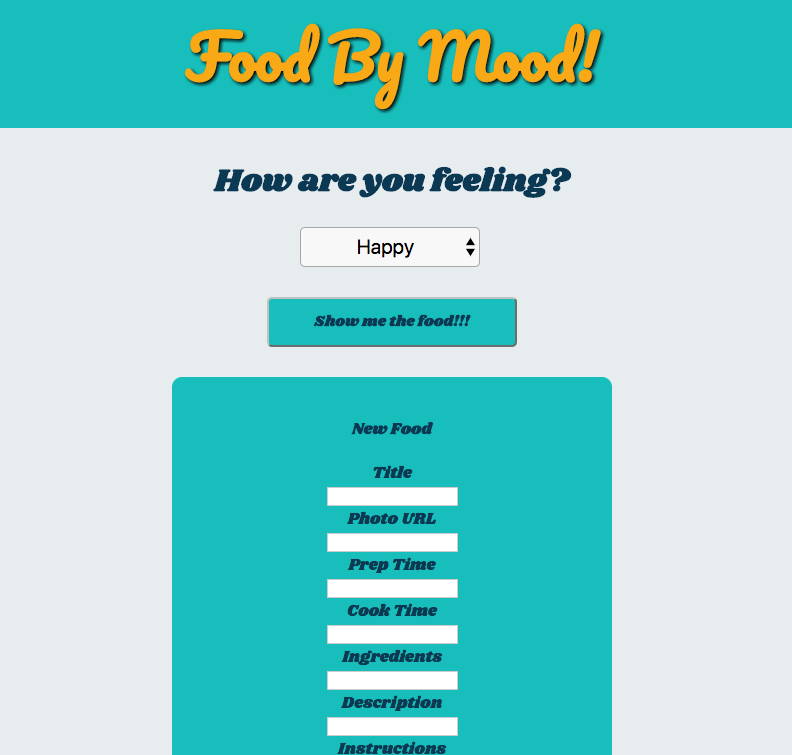 Food By Mood!
How are you feeling?
Happy
Show me the food!!!
New Food
Title
Photo URL
Prep Time
Cook Time
Ingredients
Description
Instructions